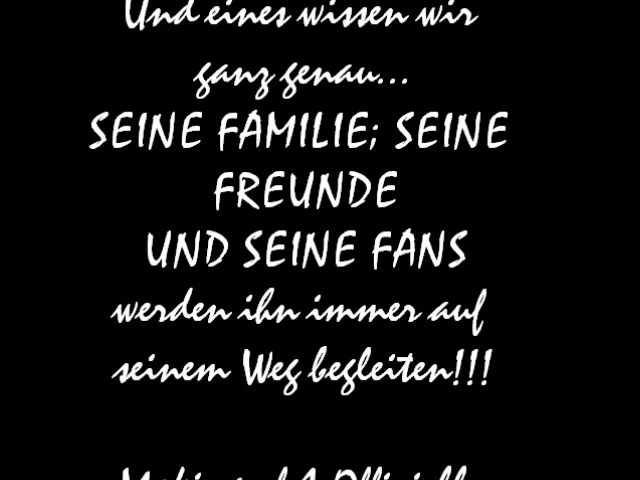 Und eines wissen wir
ganz genau...
SEINE FAMILIE; SEINE
FREUNDE
UND SEINE FANS
werden ihn immer auf
seinem Weg begleiten!!!